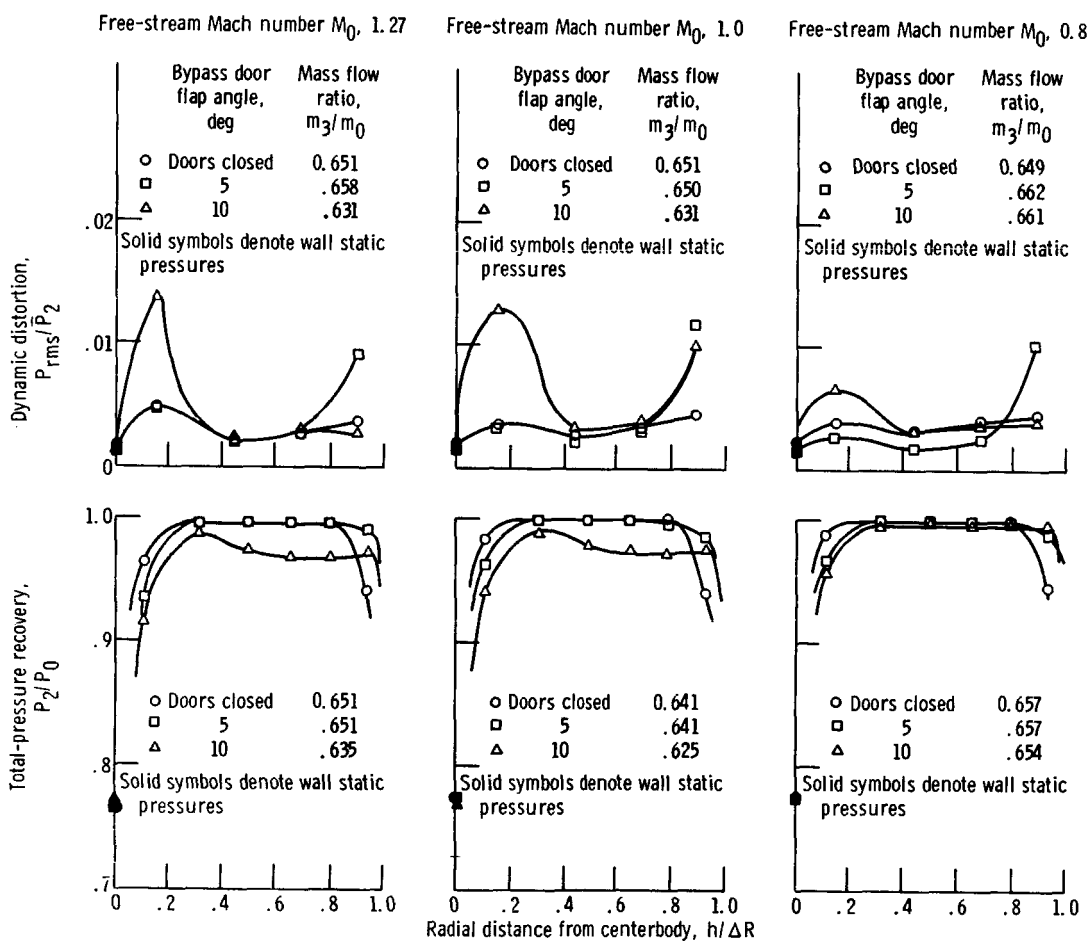 Free-stream Mach number M0, 1.27
Bypass door flap angle, deg
Mass flow ratio, m3/m0
Doors closed 0.651
5 .658
10 .631
Solid symbols denote wall static
pressures
Free-stream Mach number M0, 1.0
Bypass door flap angle, deg
Mass flow ratio, m3/m0
Doors closed 0.651
5 .650
10 .631
Solid symbols denote wall static
pressures
Free-stream Mach number M0, 0.8
Bypass door flap angle, deg
Mass flow ratio, m3/m0
Doors closed 0.649
5 .662
10 .661
Solid symbols denote wall static
pressures
Dynamic distortion,
Prms/P̅2
.02
.01
0
Total-pressure recovery,
P2/P0
1.0
.9
.8
.7
Doors closed 0.651
5 .651
10 .635
Solid symbols denote wall static
pressures
Doors closed 0.641
5 .641
10 .625
Solid symbols denote wall static
pressures
Doors closed 0.657
5 .657
10 .654
Solid symbols denote wall static
pressures
0 .2 .4 .6 .8 1.0
0 .2 .4 .6 .8 1.0
0 .2 .4 .6 .8 1.0
Radial distance from centerbody, h/ΔR